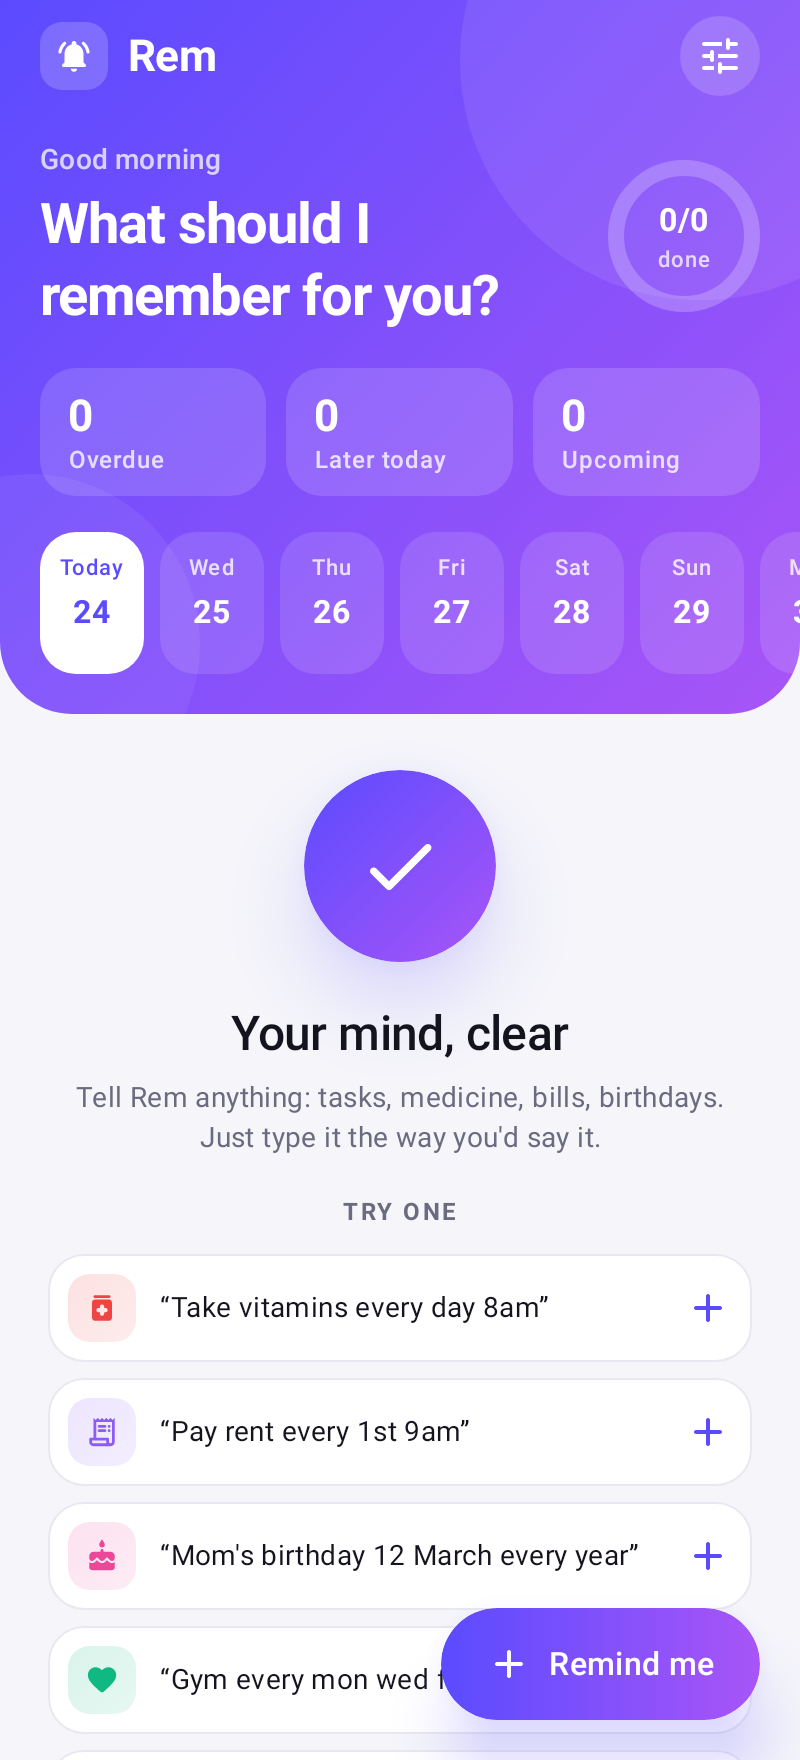 Rem
Good morning
What should I
remember for you?
0/0
done
0
Overdue
0
Later today
0
Upcoming
Today
24
Wed
25
Thu
26
Fri
27
Sat
28
Sun
29
Your mind, clear
Tell Rem anything: tasks, medicine, bills, birthdays.
Just type it the way you'd say it.
TRY ONE
“Take vitamins every day 8am”
“Pay rent every 1st 9am”
“Mom's birthday 12 March every year”
“Gym every mon wed
Remind me